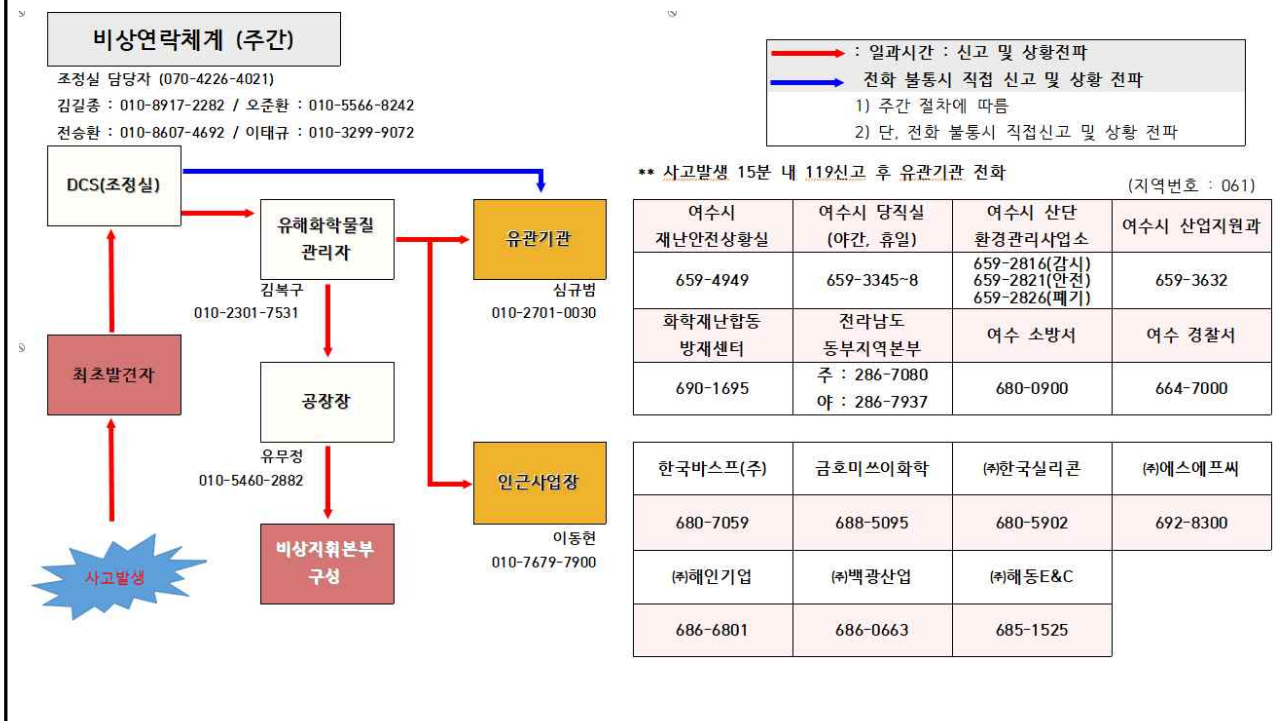 비상연락체계 (주간)
조정실 담당자 (070-4226-4021)
김길종 : 010-8917-2282 / 오준환 : 010-5566-8242
전승환 : 010-8607-4692 / 이태규 : 010-3299-9072
DCS(조정실)
유해화학물질
관리자
김복구
010-2301-7531
유관기관
심규범
010-2701-0030
최초발견자
공장장
유무정
010-5460-2882
인근사업장
이동현
010-7679-7900
비상지휘본부
구성
사고발생
: 일과시간 : 신고 및 상황전파
전화 불통시 직접 신고 및 상황 전파
1) 주간 절차에 따름
2) 단, 전화 불통시 직접신고 및 상황 전파
** 사고발생 15분 내 119신고 후 유관기관 전화
(지역번호 : 061)
여수시
재난안전상황실
여수시 당직실
(야간, 휴일)
여수시 산단
환경관리사업소
여수시 산업지원과
659-4949
659-3345~8
659-2816(감시)
659-2821(안전)
659-2826(폐기)
659-3632
화학재난합동
방재센터
전라남도
동부지역본부
여수 소방서
여수 경찰서
690-1695
주 : 286-7080
야 : 286-7937
680-0900
664-7000
한국바스프(주)
금호미쓰이화학
㈜한국실리콘
㈜에스에프씨
680-7059
688-5095
680-5902
692-8300
㈜해인기업
㈜백광산업
㈜해동E&C
686-6801
686-0663
685-1525